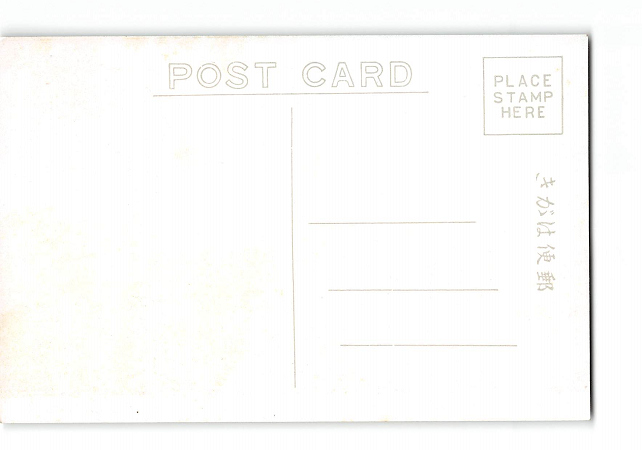 POST CARD
PLACE
STAMP
HERE
きがは便郵